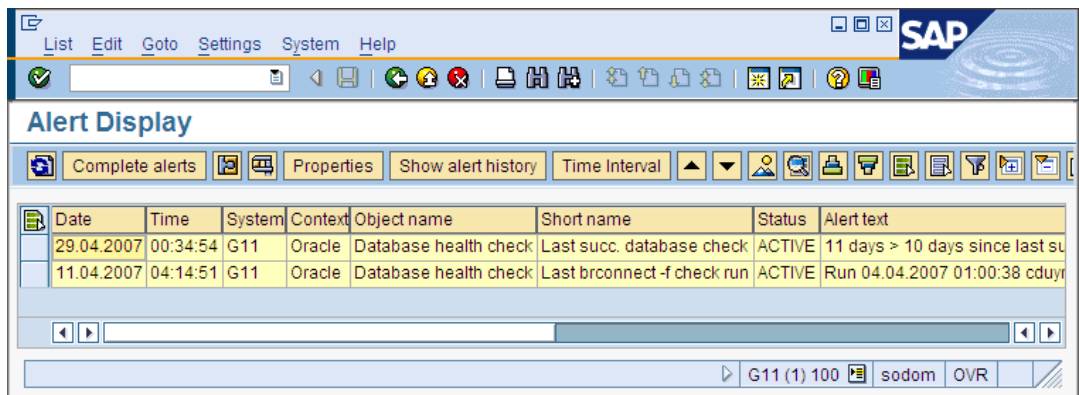 List Edit Goto Settings System Help
SAP
Alert Display
Complete alerts Properties Show alert history Time Interval
Date Time System Context Object name Short name Status Alert text
29.04.2007 00:34:54 G11 Oracle Database health check Last succ. database check ACTIVE 11 days > 10 days since last su
11.04.2007 04:14:51 G11 Oracle Database health check Last brconnect -f check run ACTIVE Run 04.04.2007 01:00:38 cduyr
G11 (1) 100 sodom OVR